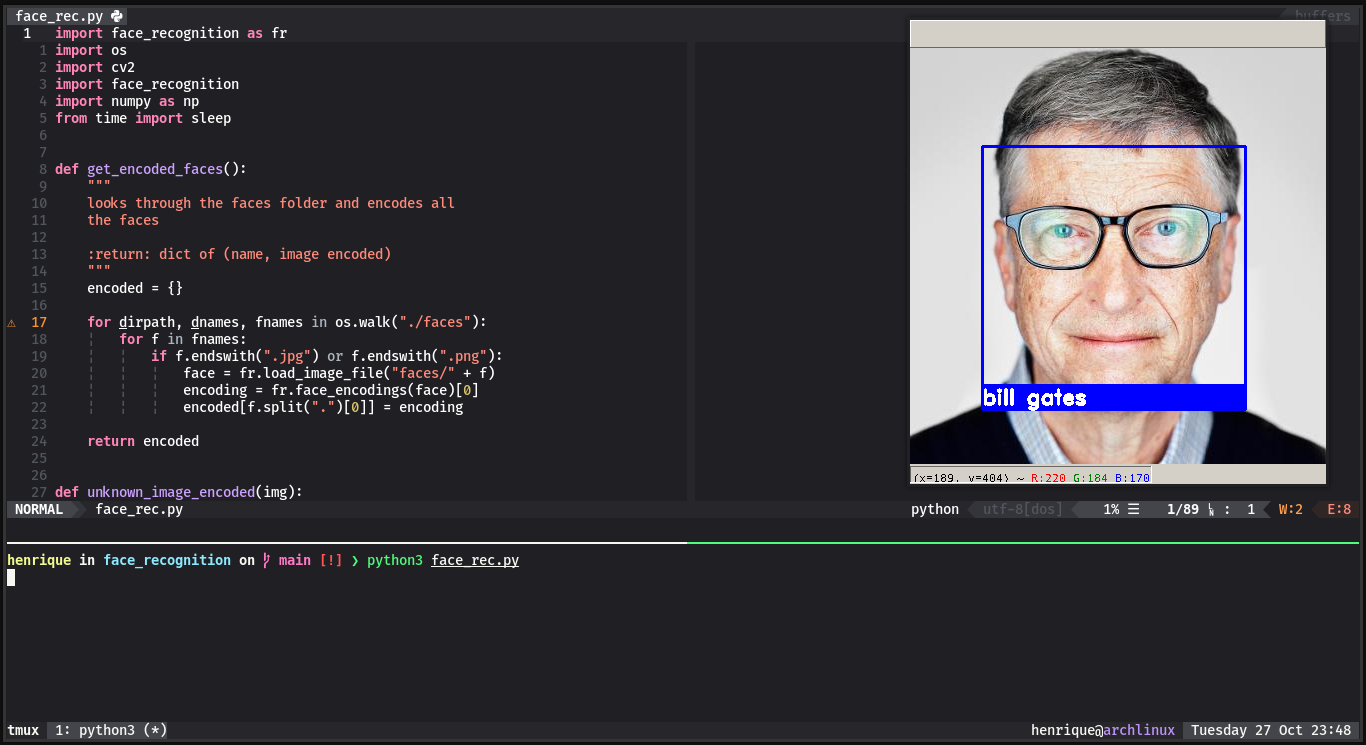 face_rec.py
buffers
1 import face_recognition as fr
1 import os
2 import cv2
3 import face_recognition
4 import numpy as np
5 from time import sleep
6
7
8 def get_encoded_faces():
9 """
10 looks through the faces folder and encodes all
11 the faces
12
13 :return: dict of (name, image encoded)
14 """
15 encoded = {}
16
⚠ 17 for dirpath, dnames, fnames in os.walk("./faces"):
18 for f in fnames:
19 if f.endswith(".jpg") or f.endswith(".png"):
20 face = fr.load_image_file("faces/" + f)
21 encoding = fr.face_encodings(face)[0]
22 encoded[f.split(".")[0]] = encoding
23
24 return encoded
25
26
27 def unknown_image_encoded(img):
bill gates
(x=189, y=404) ~ R:220 G:184 B:170
NORMAL face_rec.py python utf-8[dos] 1% ☰ 1/89 : 1 W:2 E:8
henrique in face_recognition on main [!] ❯ python3 face_rec.py
tmux 1: python3 (*) henrique@archlinux Tuesday 27 Oct 23:48